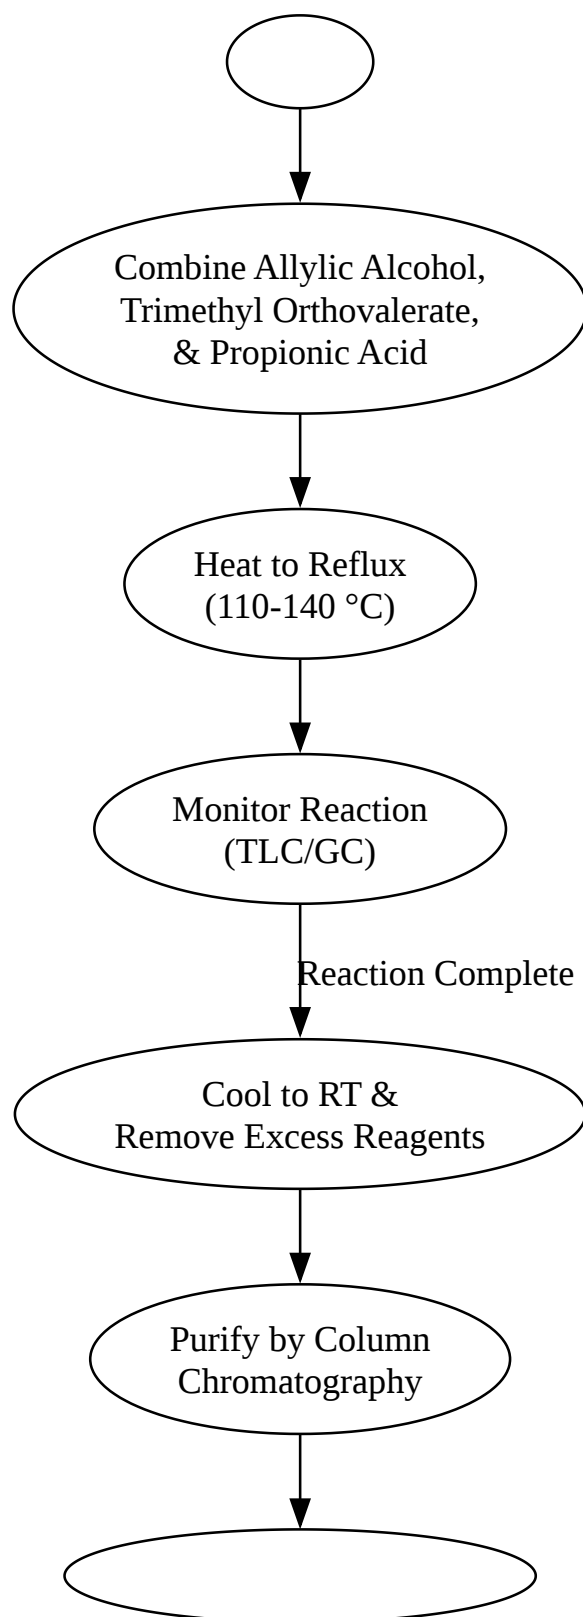 Combine Allylic Alcohol,
Trimethyl Orthovalerate,
& Propionic Acid
Heat to Reflux
(110-140 °C)
Monitor Reaction
(TLC/GC)
Reaction Complete
Cool to RT &
Remove Excess Reagents
Purify by Column
Chromatography